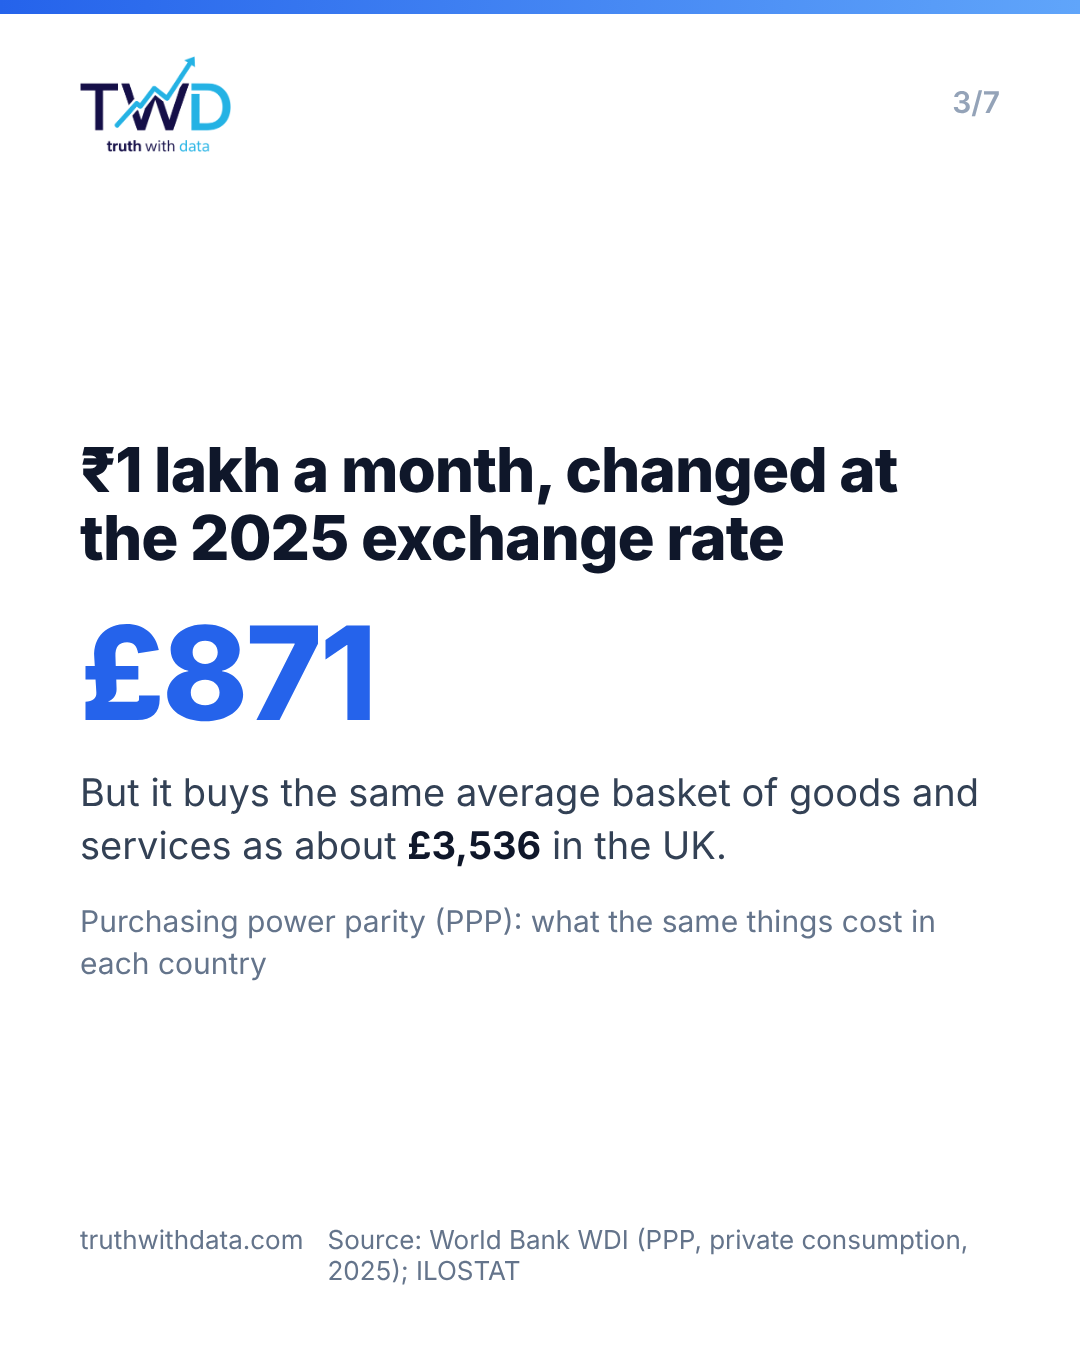 TWD
truth with data
3/7
₹1 lakh a month, changed at
the 2025 exchange rate
£871
But it buys the same average basket of goods and
services as about £3,536 in the UK.
Purchasing power parity (PPP): what the same things cost in
each country
truthwithdata.com
Source: World Bank WDI (PPP, private consumption,
2025); ILOSTAT